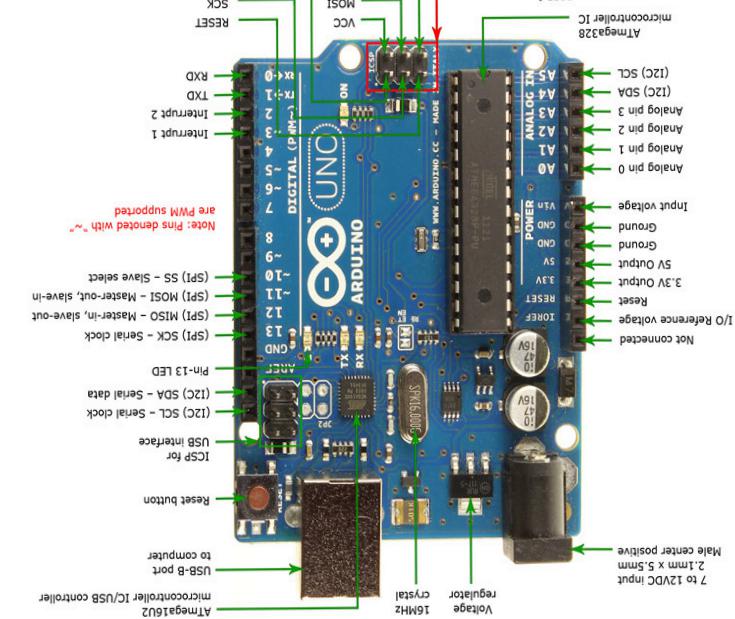 7 to 12VDC input
2.1mm x 5.5mm
Male center positive
Voltage
regulator
16MHz
crystal
ATmega16U2
microcontroller IC/USB controller
USB-B port
to computer
Reset button
ICSP for
USB interface
(I2C) SCL – Serial clock
(I2C) SDA – Serial data
Pin-13 LED
(SPI) SCK – Serial clock
(SPI) MISO – Master-in, slave-out
(SPI) MOSI – Master-out, slave-in
(SPI) SS – Slave select
Note: Pins denoted with "~"
are PWM supported
Interrupt 1
Interrupt 2
TXD
RXD
Not connected
I/O Reference voltage
Reset
3.3V Output
5V Output
Ground
Ground
Input voltage
Analog pin 0
Analog pin 1
Analog pin 2
Analog pin 3
SDA (I2C)
SCL (I2C)
ATmega328
microcontroller IC
RESET
SCK
MOSI
VCC
47
16V
47
16V
SPK16.000G
JP2
AREF
GND
13
12
~11
~10
~9
8
7
~6
~5
4
~3
2
TX→1
RX←0
DIGITAL (PWM~)
TX
RX
ON
UNO
ARDUINO
RESET
EN
IOREF
RESET
3.3V
5V
GND
GND
Vin
POWER
A0
A1
A2
A3
A4
A5
ANALOG IN
WWW.ARDUINO.CC – MADE
ICSP